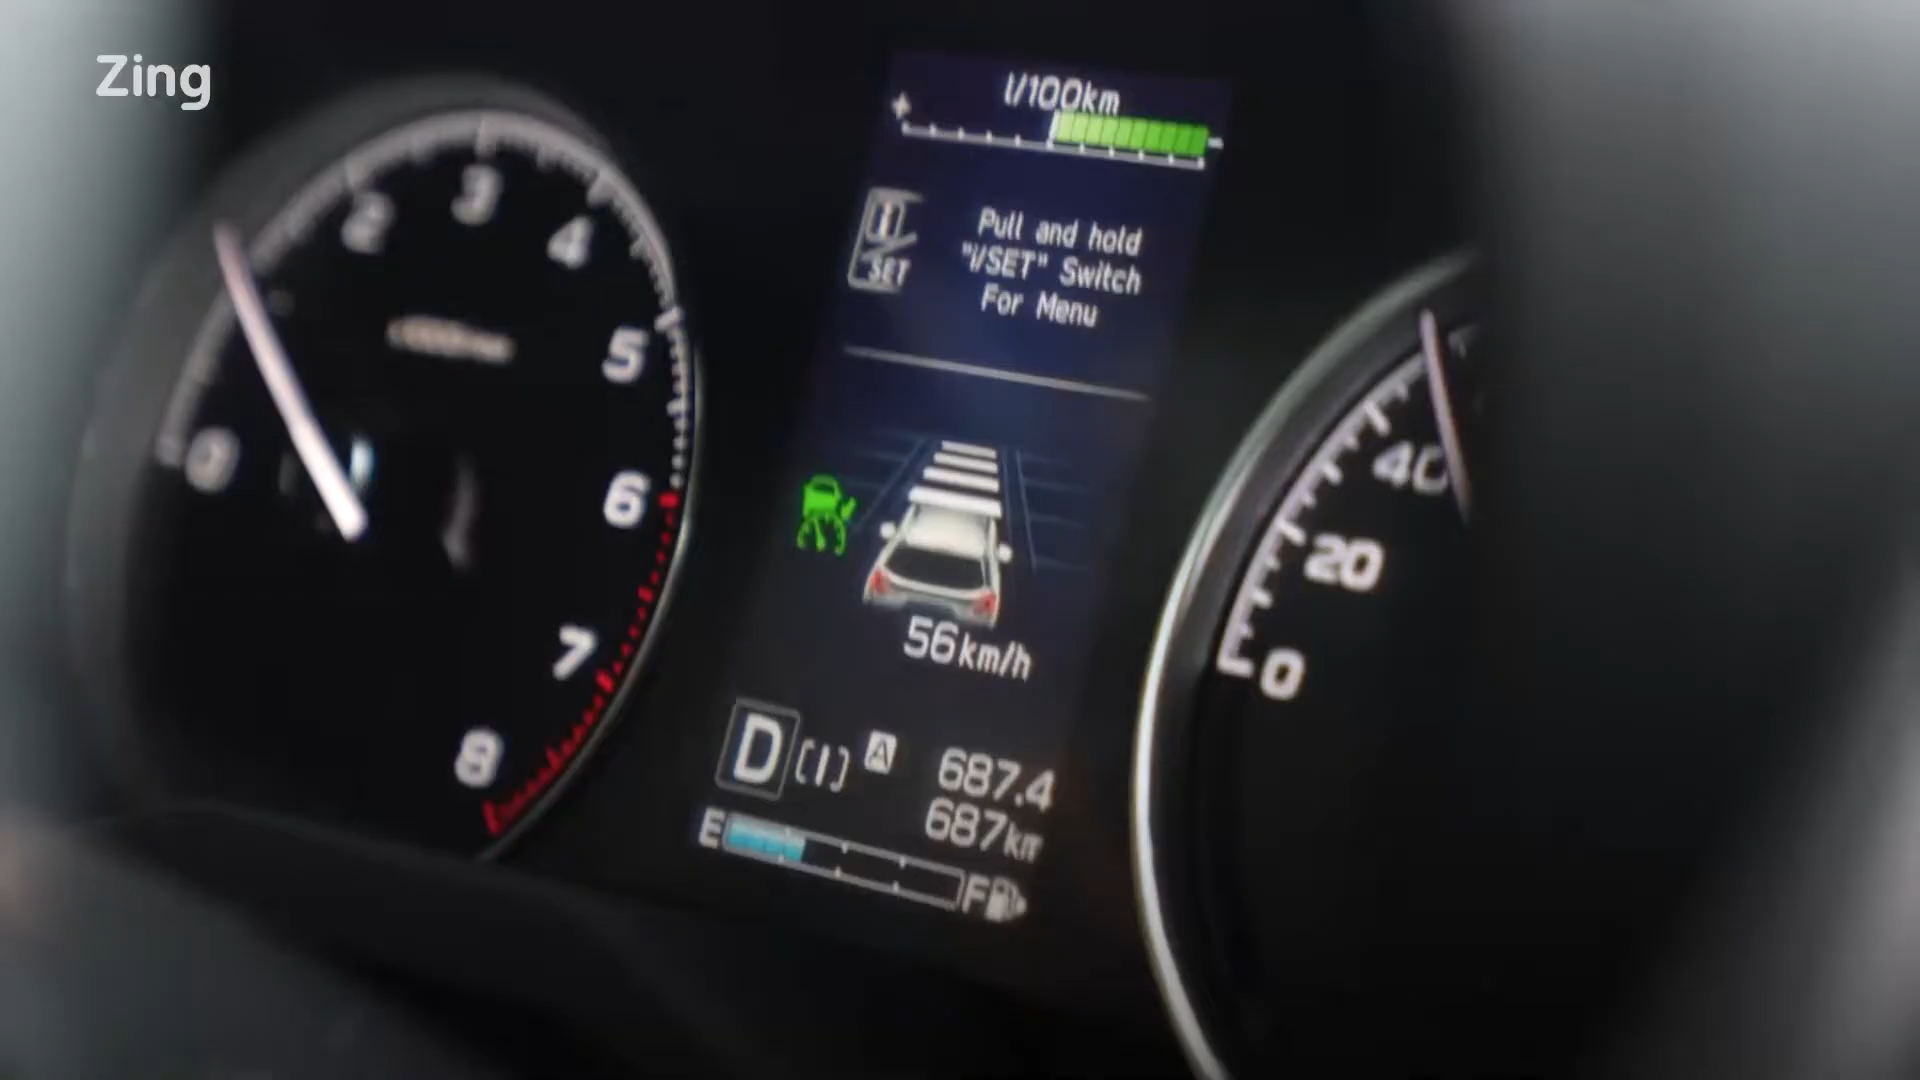 Zing
l/100km
Pull and hold
"i/SET" Switch
For Menu
i
SET
2
3
4
5
6
7
8
0
56km/h
D
A
687.4
687km
E
F
40
20
0